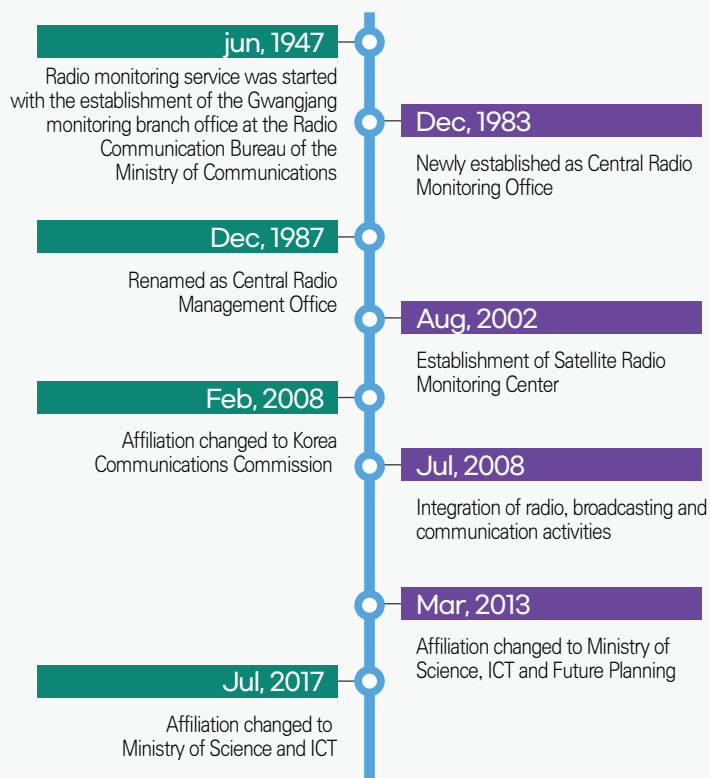 jun, 1947
Radio monitoring service was started
with the establishment of the Gwangjang
monitoring branch office at the Radio
Communication Bureau of the
Ministry of Communications
Dec, 1983
Newly established as Central Radio
Monitoring Office
Dec, 1987
Renamed as Central Radio
Management Office
Aug, 2002
Establishment of Satellite Radio
Monitoring Center
Feb, 2008
Affiliation changed to Korea
Communications Commission
Jul, 2008
Integration of radio, broadcasting and
communication activities
Mar, 2013
Affiliation changed to Ministry of
Science, ICT and Future Planning
Jul, 2017
Affiliation changed to
Ministry of Science and ICT